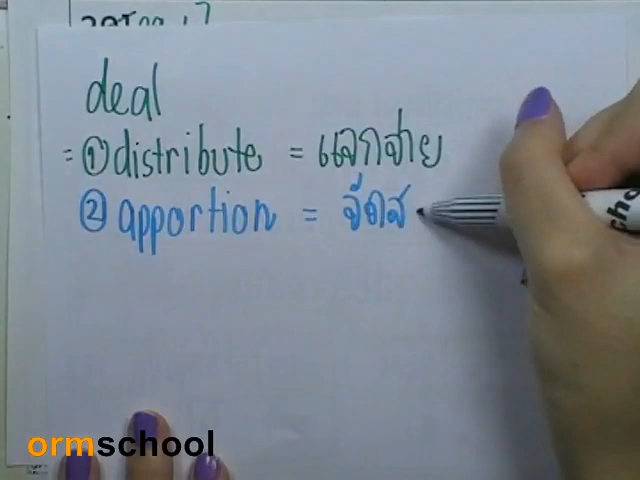 deal
= ① distribute = แจกจ่าย
② apportion = จัดส
ormschool